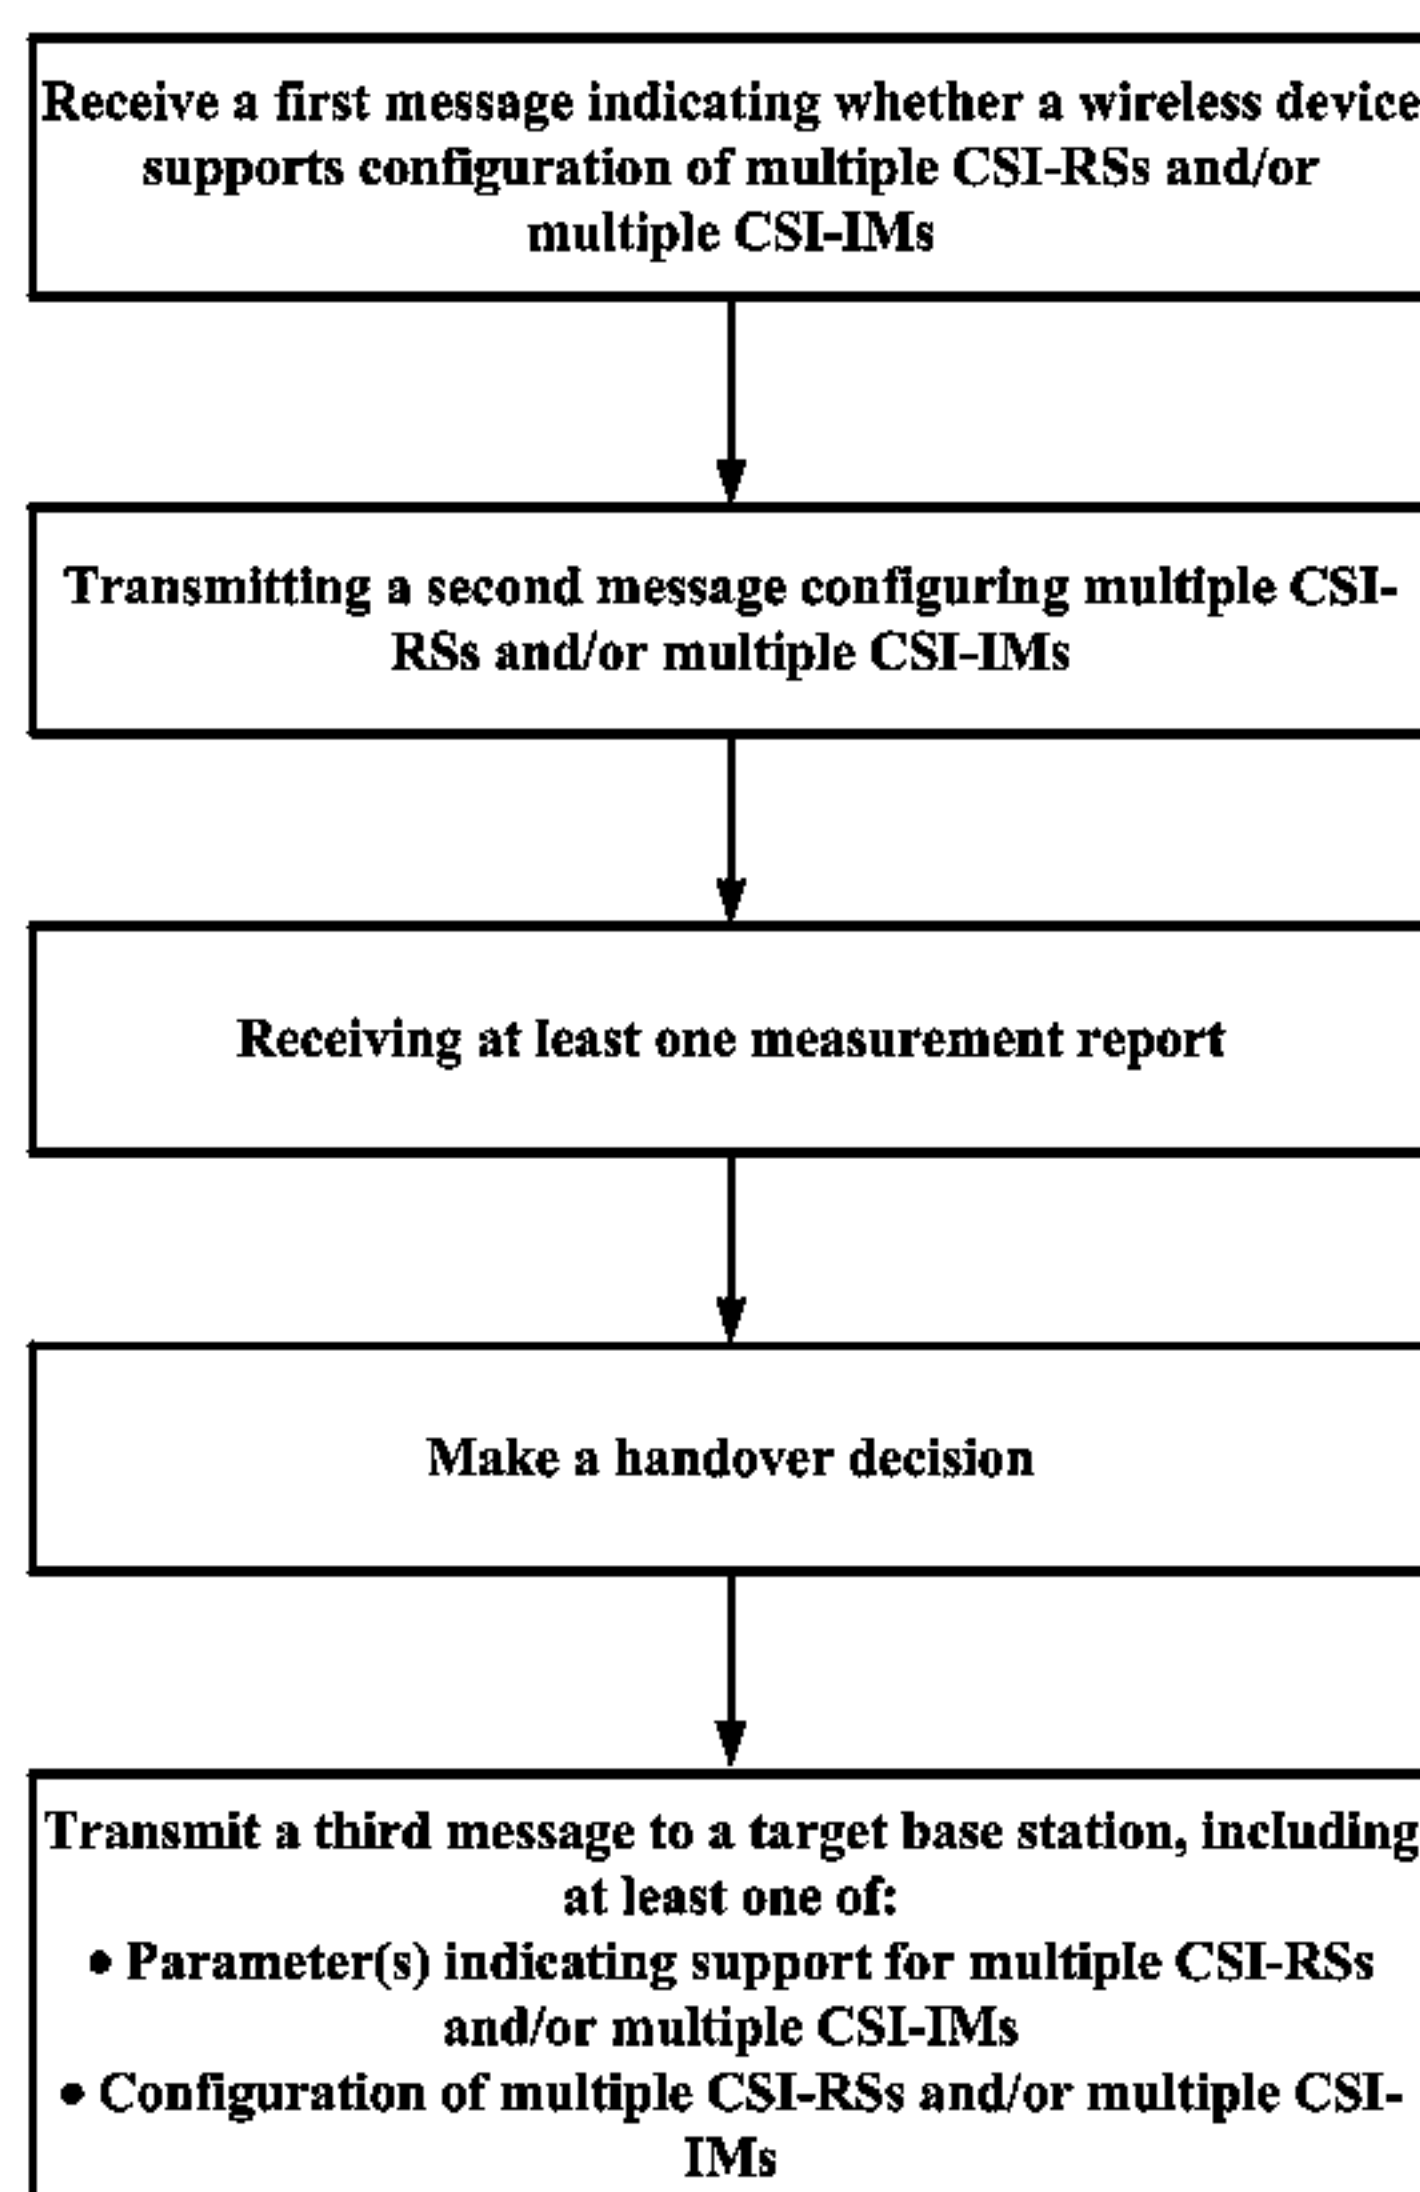 Receive a first message indicating whether a wireless device
supports configuration of multiple CSI-RSs and/or
multiple CSI-IMs
Transmitting a second message configuring multiple CSI-
RSs and/or multiple CSI-IMs
Receiving at least one measurement report
Make a handover decision
Transmit a third message to a target base station, including
at least one of:
• Parameter(s) indicating support for multiple CSI-RSs
and/or multiple CSI-IMs
• Configuration of multiple CSI-RSs and/or multiple CSI-
IMs